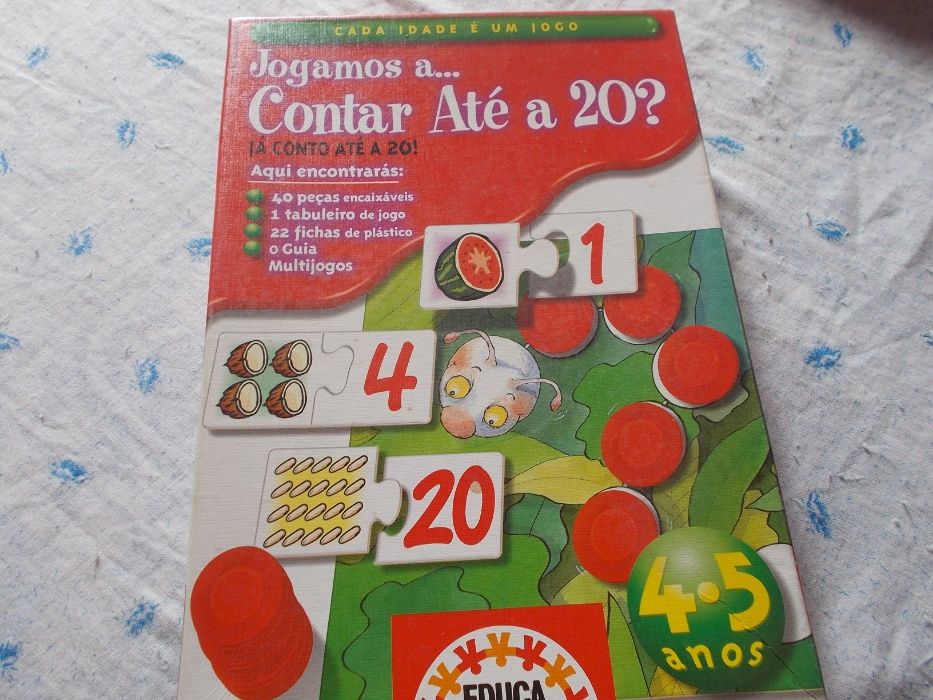 CADA IDADE É UM JOGO
Jogamos a...
Contar Até a 20?
JÁ CONTO ATÉ A 20!
Aqui encontrarás:
40 peças encaixáveis
1 tabuleiro de jogo
22 fichas de plástico
o Guia
Multijogos
1
4
20
4·5
anos
EDUCA